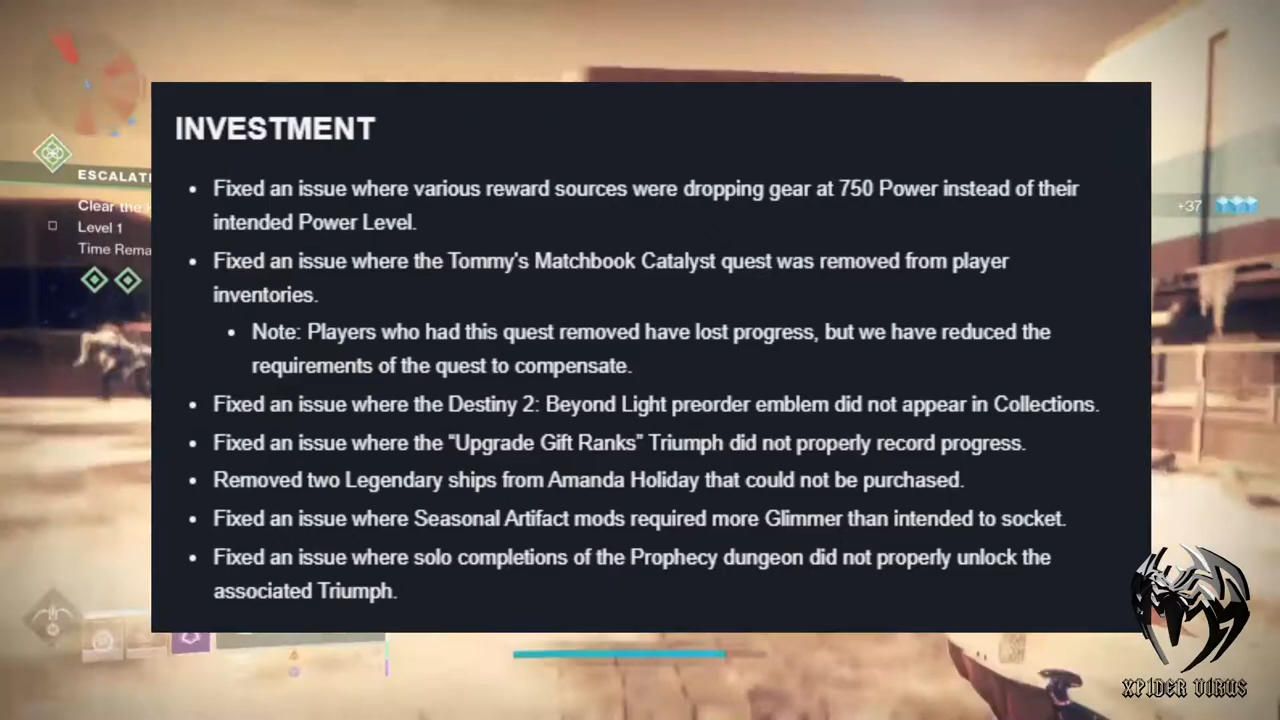 INVESTMENT
• Fixed an issue where various reward sources were dropping gear at 750 Power instead of their
intended Power Level.
• Fixed an issue where the Tommy's Matchbook Catalyst quest was removed from player
inventories.
• Note: Players who had this quest removed have lost progress, but we have reduced the
requirements of the quest to compensate.
• Fixed an issue where the Destiny 2: Beyond Light preorder emblem did not appear in Collections.
• Fixed an issue where the “Upgrade Gift Ranks” Triumph did not properly record progress.
• Removed two Legendary ships from Amanda Holiday that could not be purchased.
• Fixed an issue where Seasonal Artifact mods required more Glimmer than intended to socket.
• Fixed an issue where solo completions of the Prophecy dungeon did not properly unlock the
associated Triumph.
ESCALATI
Clear the
Level 1
Time Rema
+37
XPIDER VIRUS